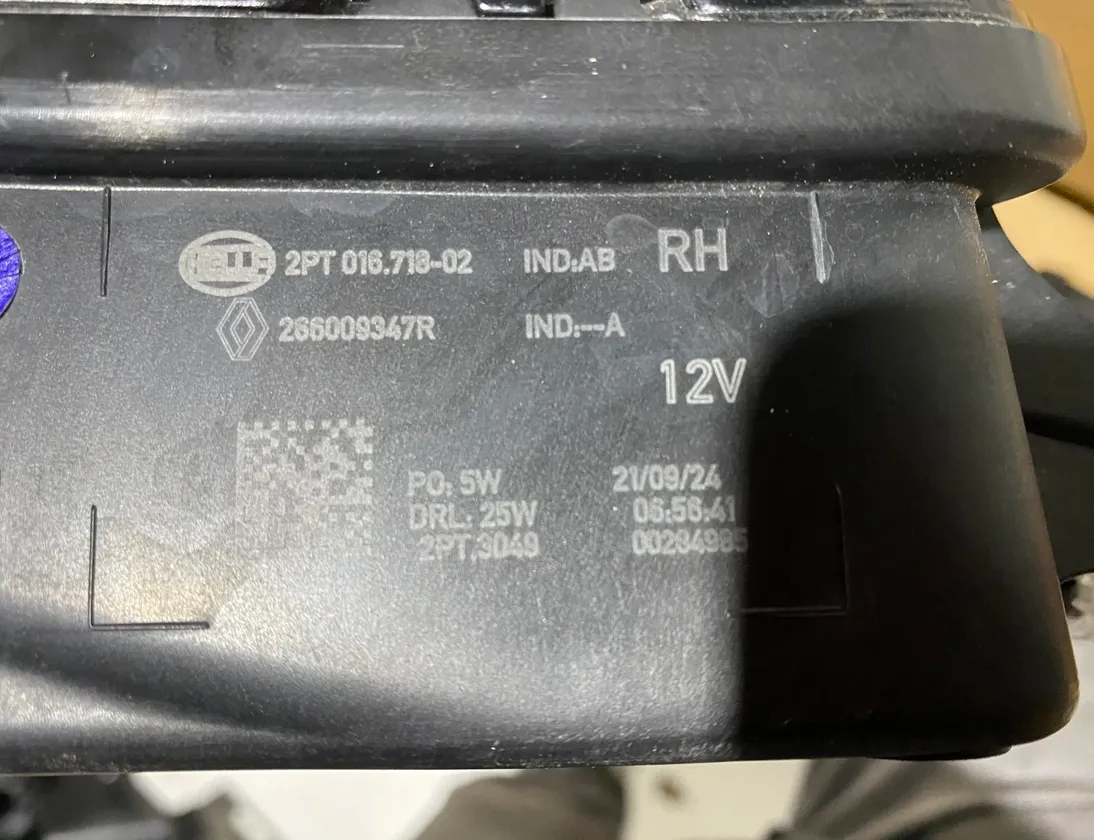 HELLA 2PT 016.718-02 IND:AB RH
266009347R IND:--A
12V
PO: 5W 21/09/24
DRL: 25W 06:56:41
2PT.3049 00284985